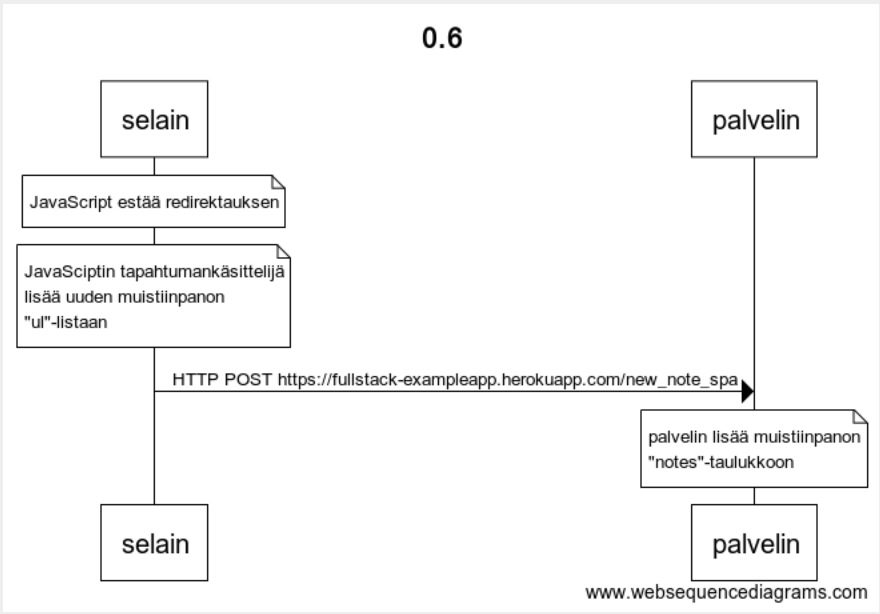 0.6
selain
palvelin
JavaScript estää redirektauksen
JavaSciptin tapahtumankäsittelijä
lisää uuden muistiinpanon
"ul"-listaan
HTTP POST https://fullstack-exampleapp.herokuapp.com/new_note_spa
palvelin lisää muistiinpanon
"notes"-taulukkoon
selain
palvelin
www.websequencediagrams.com